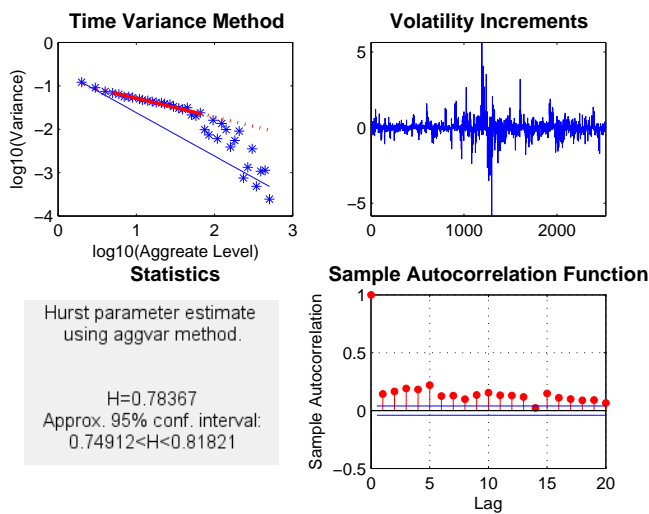 Time Variance Method
0
−1
−2
−3
−4
log10(Variance)
0 1 2 3
log10(Aggreate Level)
Volatility Increments
5
0
−5
0 1000 2000
Statistics
Hurst parameter estimate
using aggvar method.
H=0.78367
Approx. 95% conf. interval:
0.74912<H<0.81821
Sample Autocorrelation Function
1
0.5
0
−0.5
Sample Autocorrelation
0 5 10 15 20
Lag